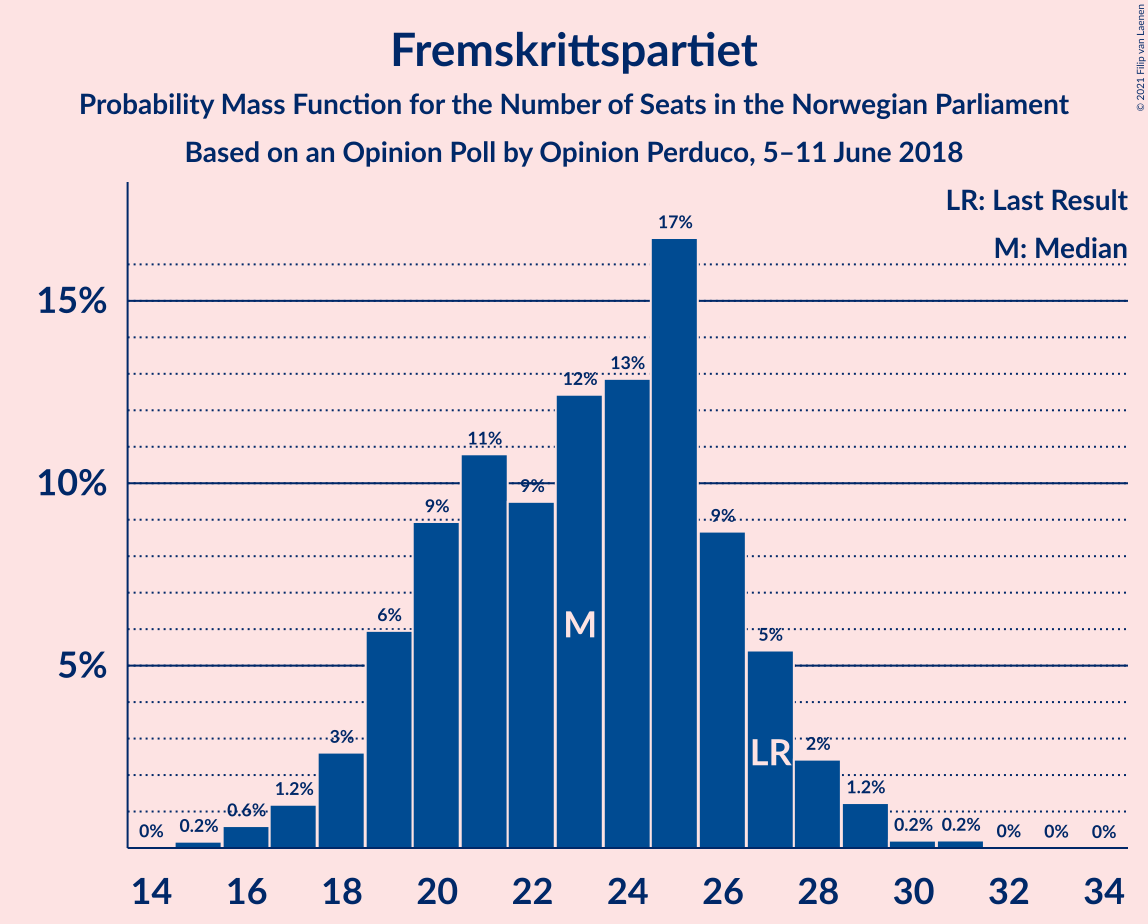 Fremskrittspartiet
Probability Mass Function for the Number of Seats in the Norwegian Parliament
Based on an Opinion Poll by Opinion Perduco, 5–11 June 2018
© 2021 Filip van Laenen
LR: Last Result
M: Median
15%
10%
5%
0%
0.2%
0.6%
1.2%
3%
6%
9%
11%
9%
12%
13%
17%
9%
5%
2%
1.2%
0.2%
0.2%
0%
0%
0%
M
LR
14 16 18 20 22 24 26 28 30 32 34